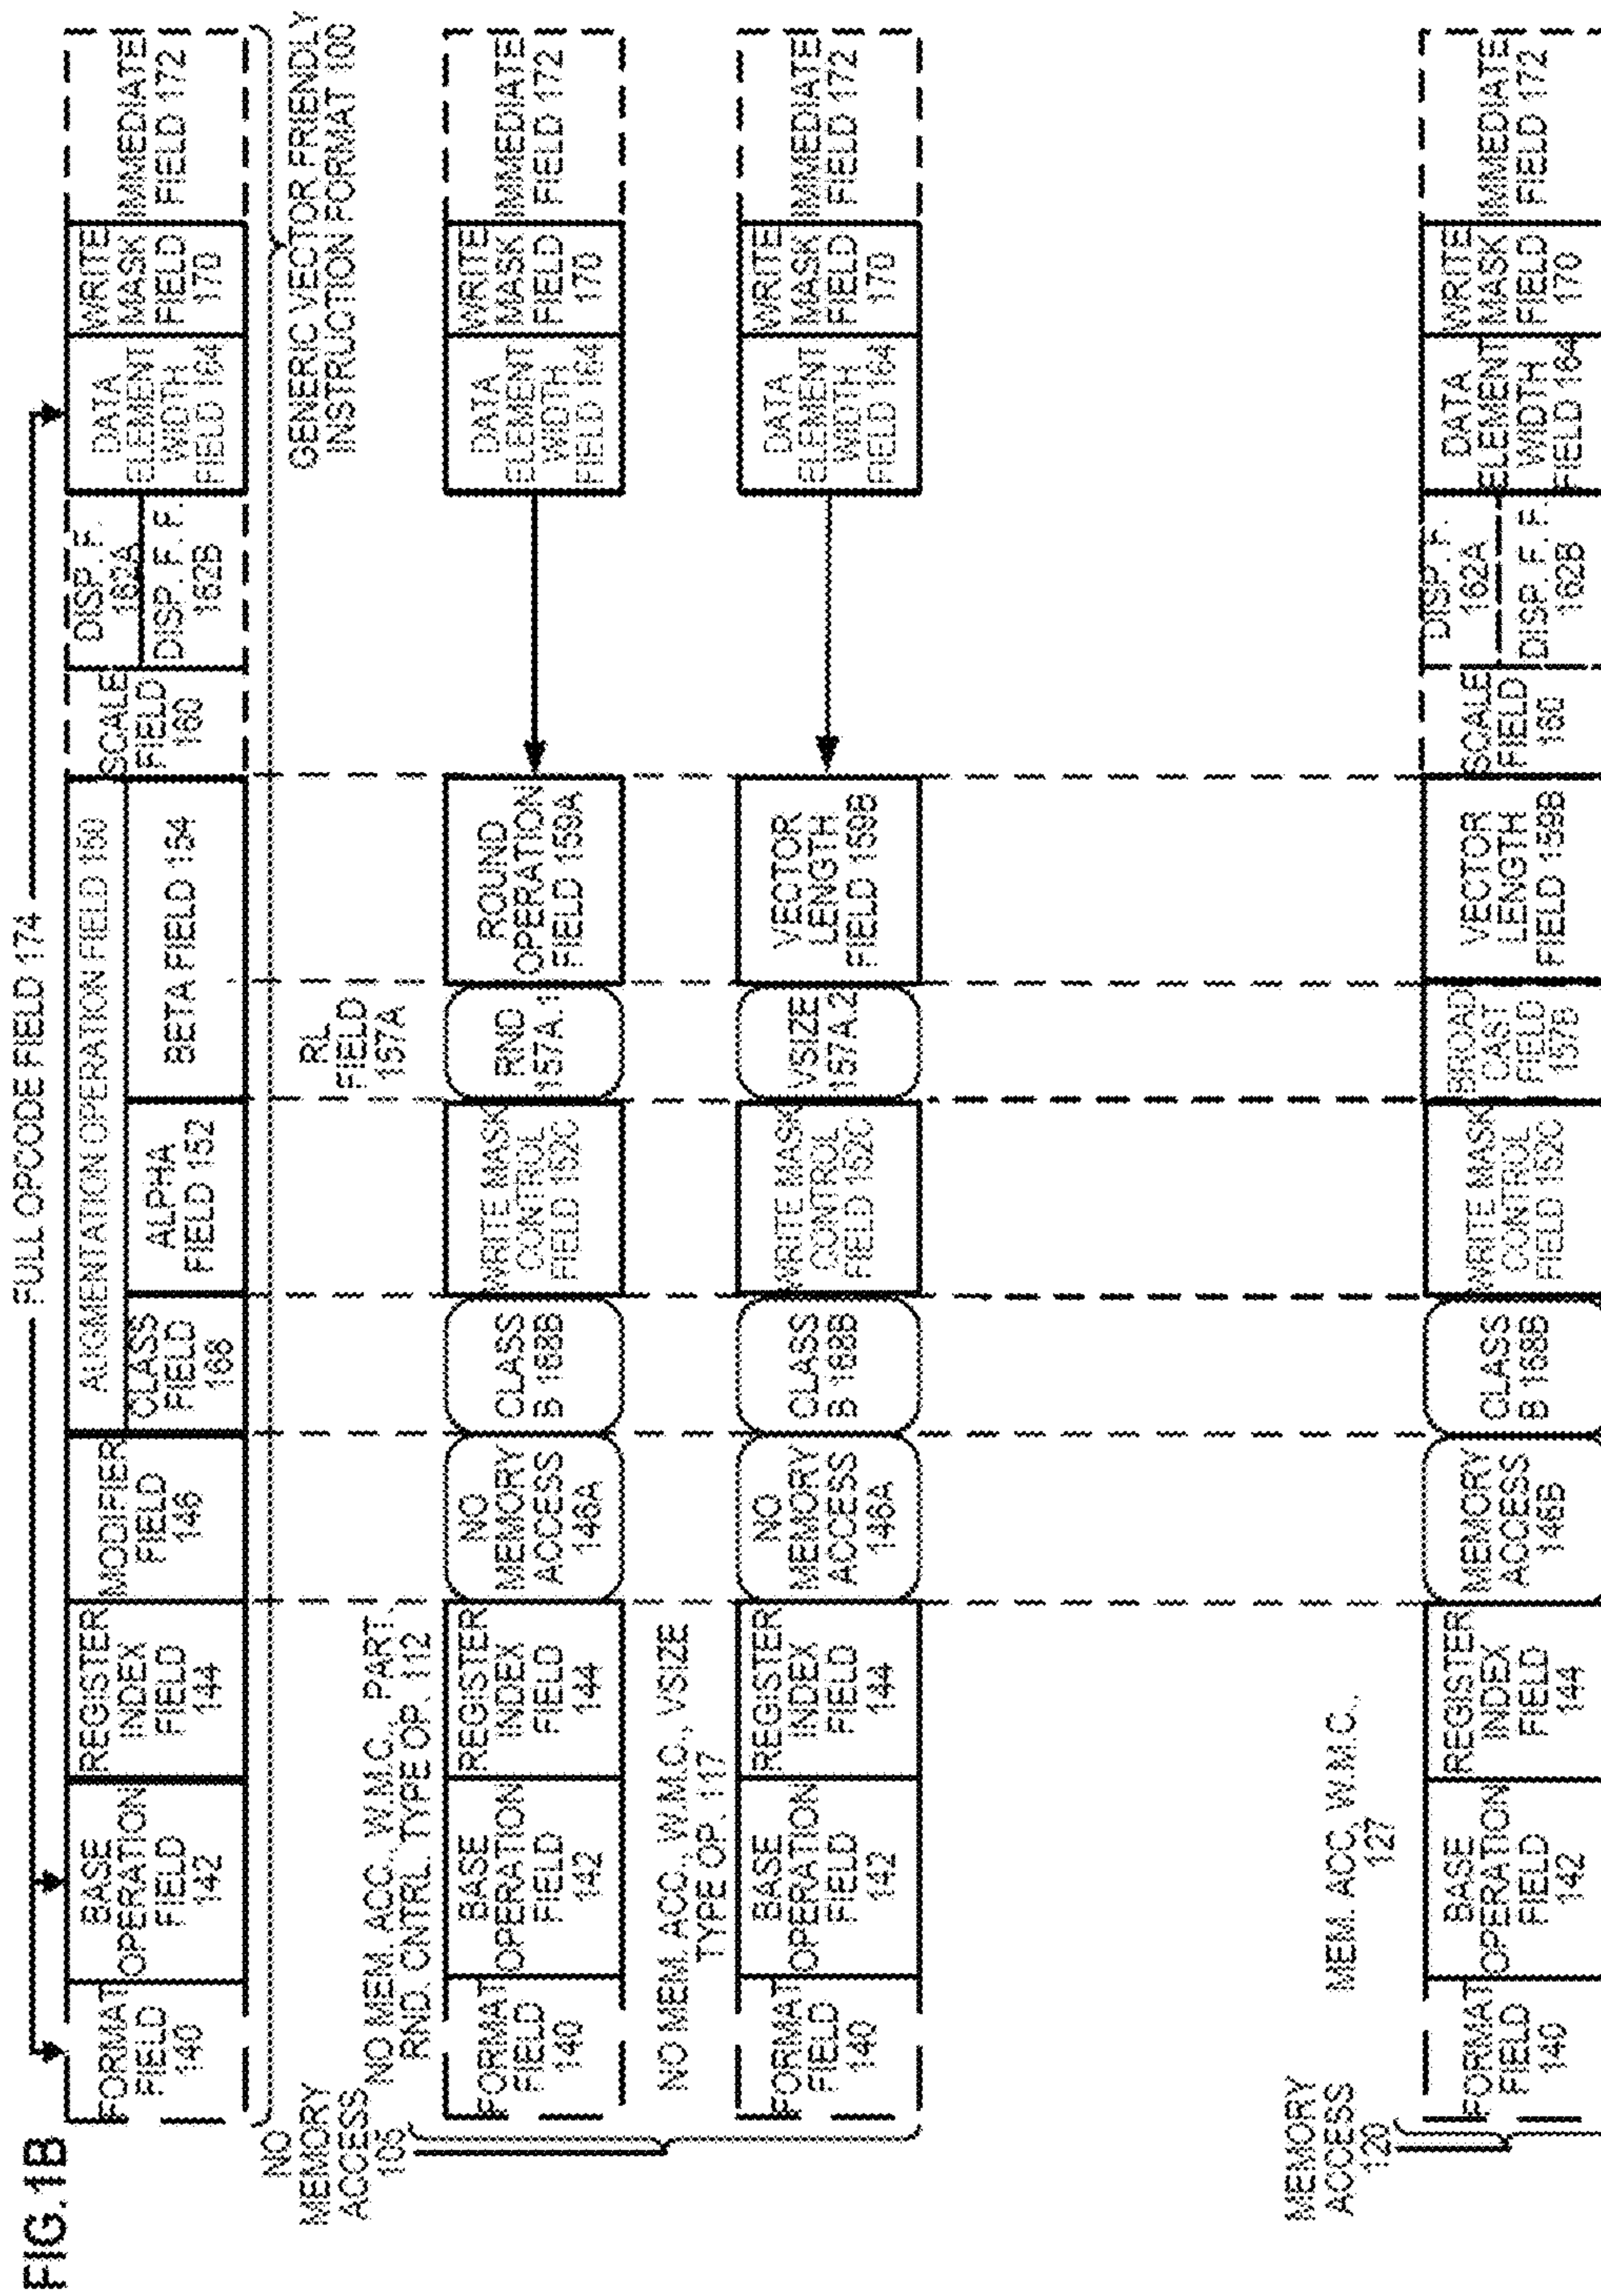 FIG.1B
FULL OPCODE FIELD 174
FORMAT
FIELD
140
BASE
OPERATION
FIELD
142
REGISTER
INDEX
FIELD
144
MODIFIER
FIELD
146
AUGMENTATION OPERATION FIELD 150
CLASS
FIELD
168
ALPHA
FIELD 152
BETA FIELD 154
SCALE
FIELD
160
DISP. F.
162A
DISP. F. F.
162B
DATA
ELEMENT
WIDTH
FIELD 164
WRITE
MASK
FIELD
170
IMMEDIATE
FIELD 172
GENERIC VECTOR FRIENDLY
INSTRUCTION FORMAT 100
NO
MEMORY
ACCESS
105
RL
FIELD
157A
NO MEM. ACC., W.M.C., PART.
RND. CNTRL. TYPE OP. 112
FORMAT
FIELD
140
BASE
OPERATION
FIELD
142
REGISTER
INDEX
FIELD
144
NO
MEMORY
ACCESS
146A
CLASS
B 168B
WRITE MASK
CONTROL
FIELD 152C
RND
157A.1
ROUND
OPERATION
FIELD 159A
DATA
ELEMENT
WIDTH
FIELD 164
WRITE
MASK
FIELD
170
IMMEDIATE
FIELD 172
NO MEM. ACC., W.M.C., VSIZE
TYPE OP. 117
FORMAT
FIELD
140
BASE
OPERATION
FIELD
142
REGISTER
INDEX
FIELD
144
NO
MEMORY
ACCESS
146A
CLASS
B 168B
WRITE MASK
CONTROL
FIELD 152C
VSIZE
157A.2
VECTOR
LENGTH
FIELD 159B
DATA
ELEMENT
WIDTH
FIELD 164
WRITE
MASK
FIELD
170
IMMEDIATE
FIELD 172
MEMORY
ACCESS
120
MEM. ACC. W.M.C.,
127
FORMAT
FIELD
140
BASE
OPERATION
FIELD
142
REGISTER
INDEX
FIELD
144
MEMORY
ACCESS
146B
CLASS
B 168B
WRITE MASK
CONTROL
FIELD 152C
BROAD
CAST
FIELD
157B
VECTOR
LENGTH
FIELD 159B
SCALE
FIELD
160
DISP. F.
162A
DISP. F. F.
162B
DATA
ELEMENT
WIDTH
FIELD 164
WRITE
MASK
FIELD
170
IMMEDIATE
FIELD 172